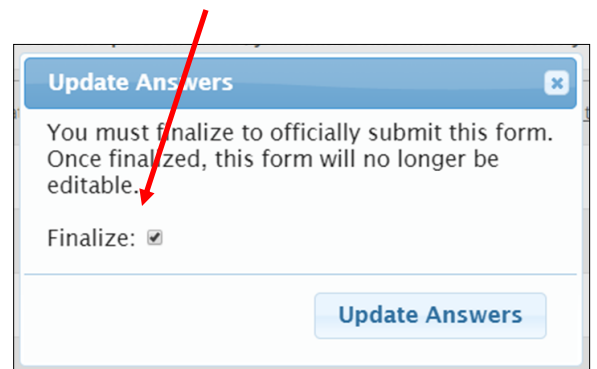 Update Answers
You must finalize to officially submit this form.
Once finalized, this form will no longer be
editable.
Finalize:
Update Answers